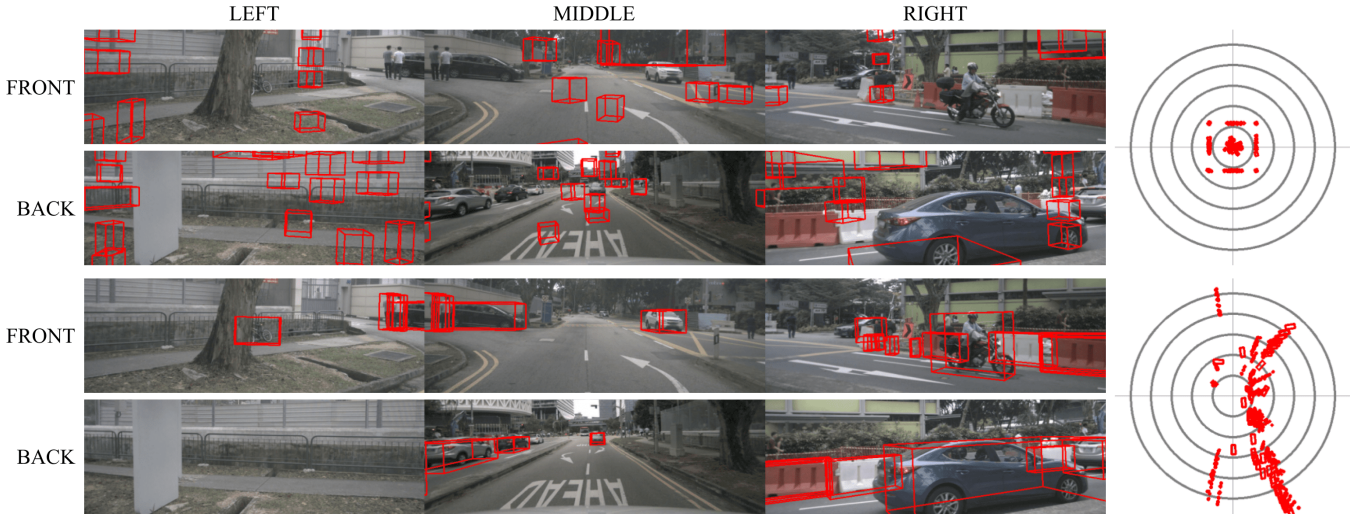 LEFT MIDDLE RIGHT
FRONT
BACK
AHEAD
FRONT
BACK
AHEAD